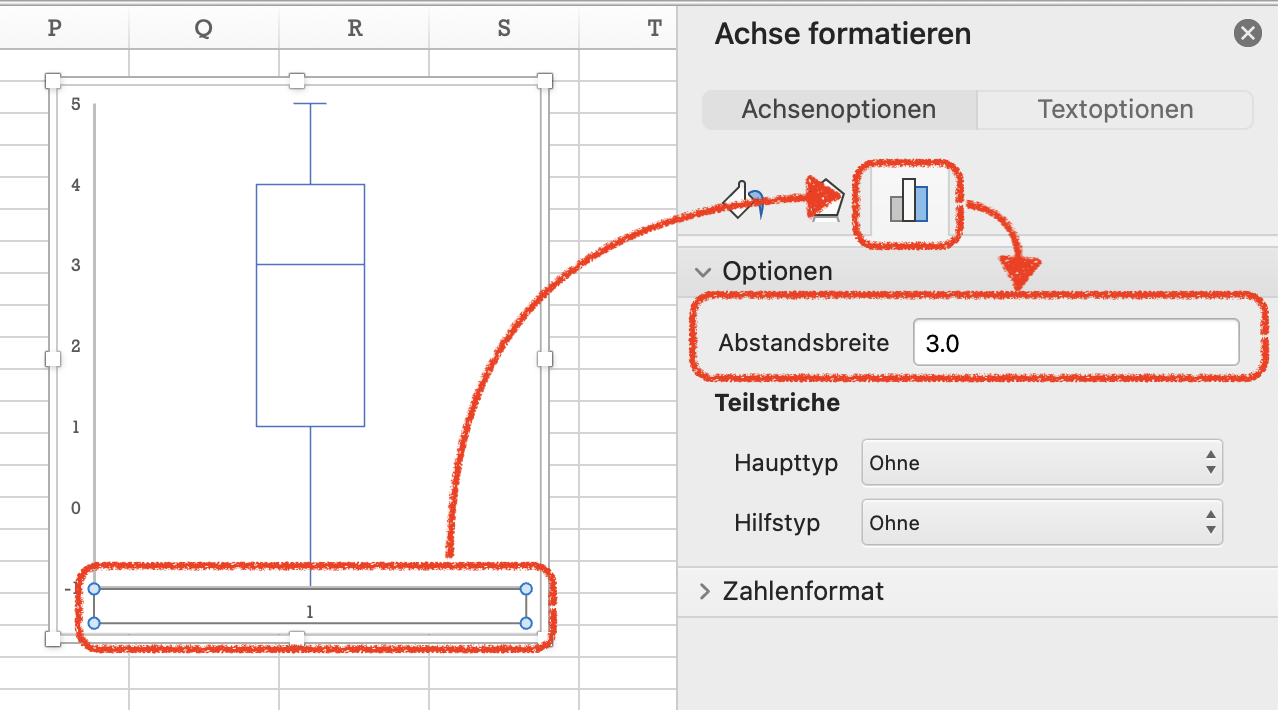 P Q R S T
5
4
3
2
1
0
-1
1
Achse formatieren
Achsenoptionen Textoptionen
Optionen
Abstandsbreite 3.0
Teilstriche
Haupttyp Ohne
Hilfstyp Ohne
Zahlenformat